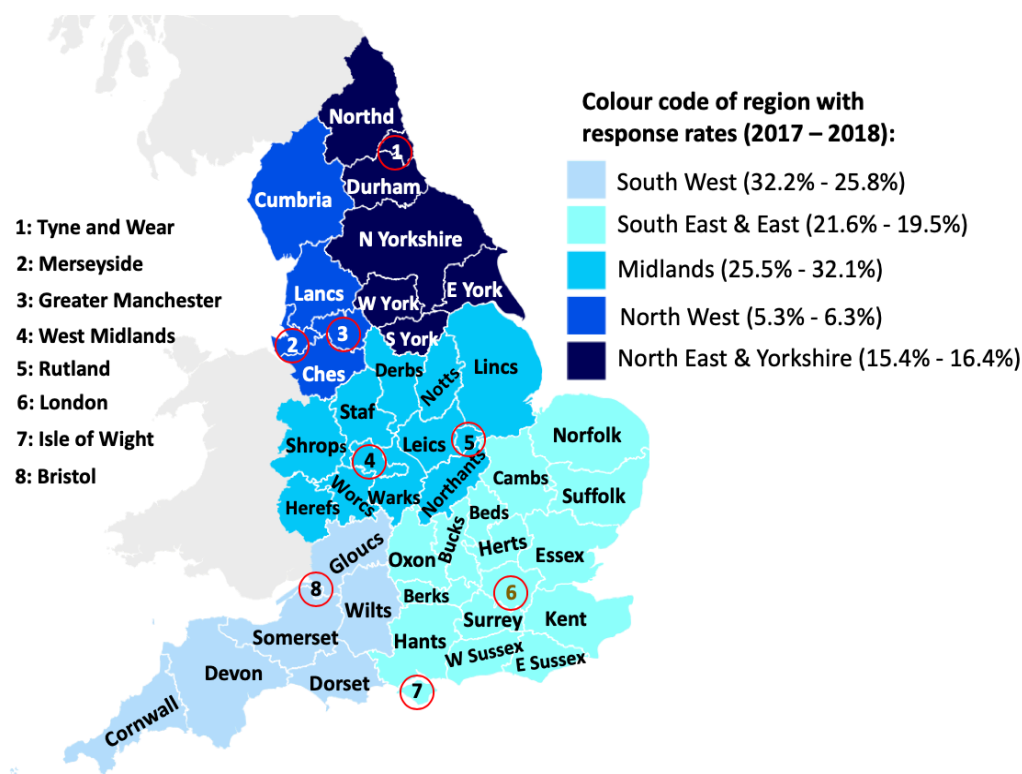 Colour code of region with
response rates (2017 – 2018):
South West (32.2% - 25.8%)
South East & East (21.6% - 19.5%)
Midlands (25.5% - 32.1%)
North West (5.3% - 6.3%)
North East & Yorkshire (15.4% - 16.4%)
1: Tyne and Wear
2: Merseyside
3: Greater Manchester
4: West Midlands
5: Rutland
6: London
7: Isle of Wight
8: Bristol
Northd
1
Durham
Cumbria
N Yorkshire
Lancs
W York
E York
2
3
S York
Ches
Derbs
Notts
Lincs
Staf
Shrops
Leics
5
4
Norfolk
Northants
Cambs
Suffolk
Herefs
Worcs
Warks
Beds
Gloucs
Oxon
Bucks
Herts
Essex
8
Wilts
Berks
6
Surrey
Kent
Somerset
Hants
W Sussex
E Sussex
Devon
Dorset
7
Cornwall